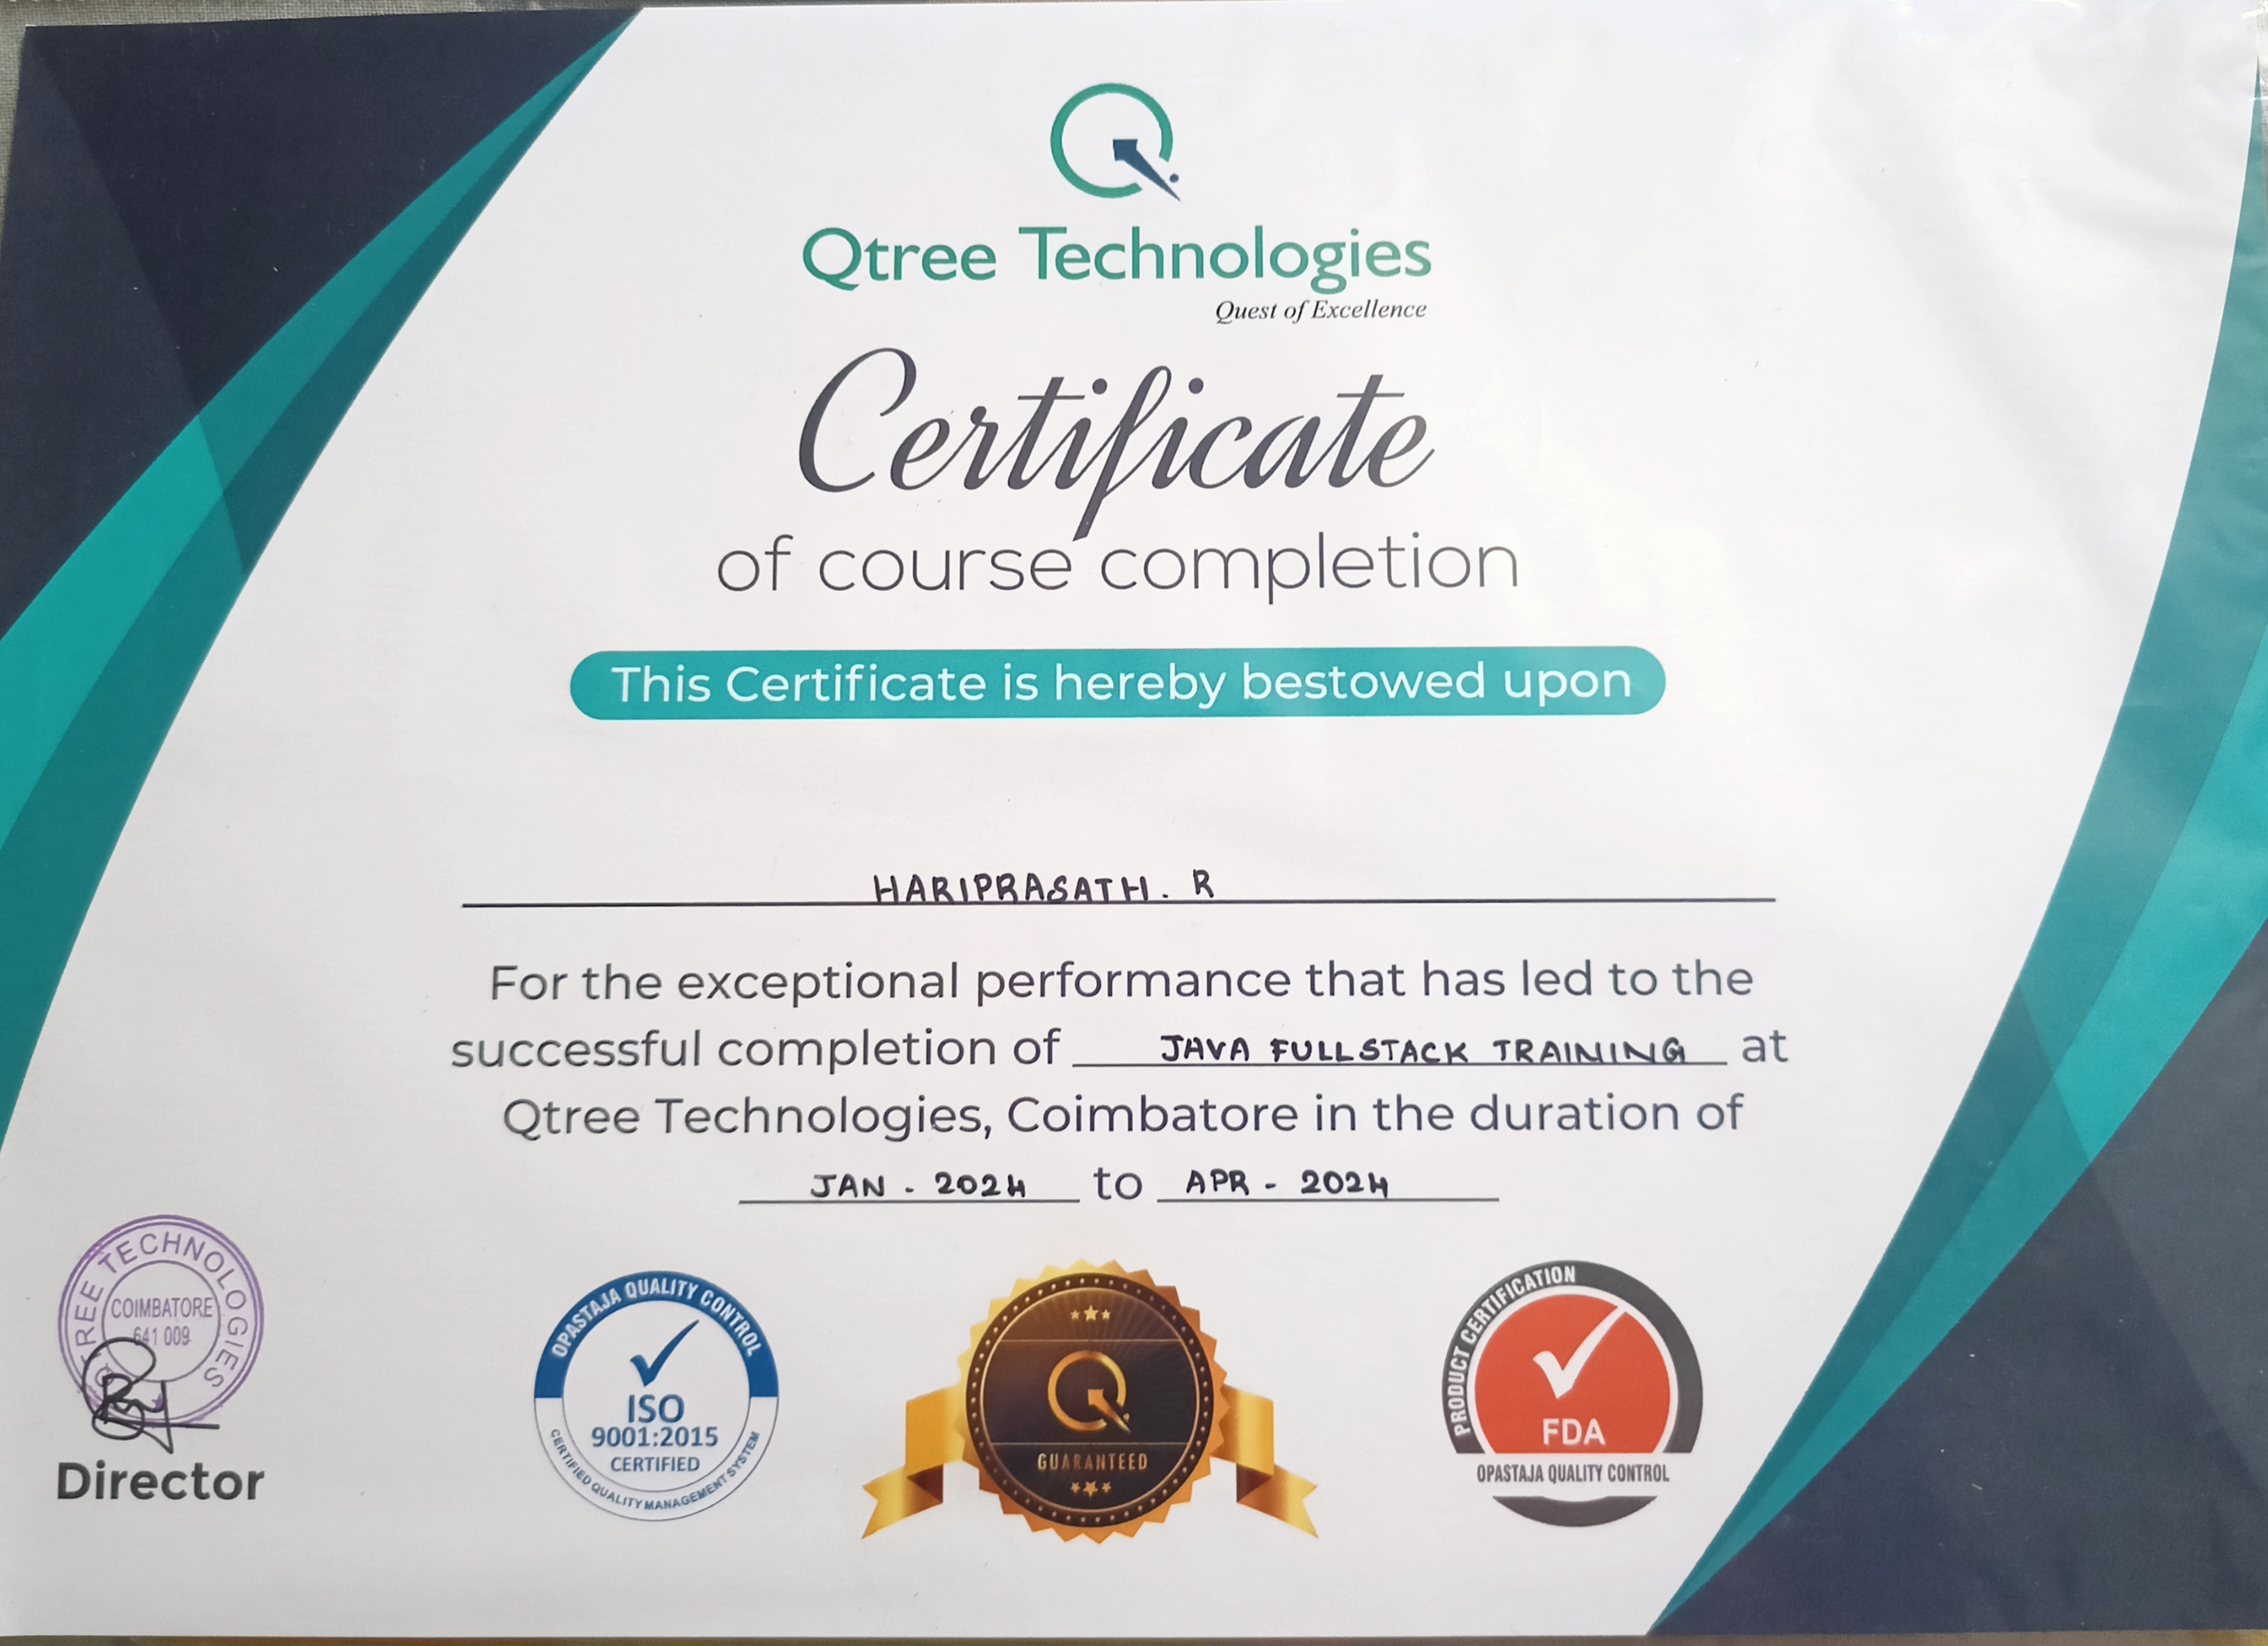 Qtree Technologies
Quest of Excellence
Certificate
of course completion
This Certificate is hereby bestowed upon
HARIPRASATH. R
For the exceptional performance that has led to the
successful completion of JAVA FULLSTACK TRAINING at
Qtree Technologies, Coimbatore in the duration of
JAN - 2024 to APR - 2024
QTREE TECHNOLOGIES
COIMBATORE
641 009
Director
OPASTAJA QUALITY CONTROL
ISO
9001:2015
CERTIFIED
CERTIFIED QUALITY MANAGEMENT SYSTEM
GUARANTEED
PRODUCT CERTIFICATION
FDA
OPASTAJA QUALITY CONTROL